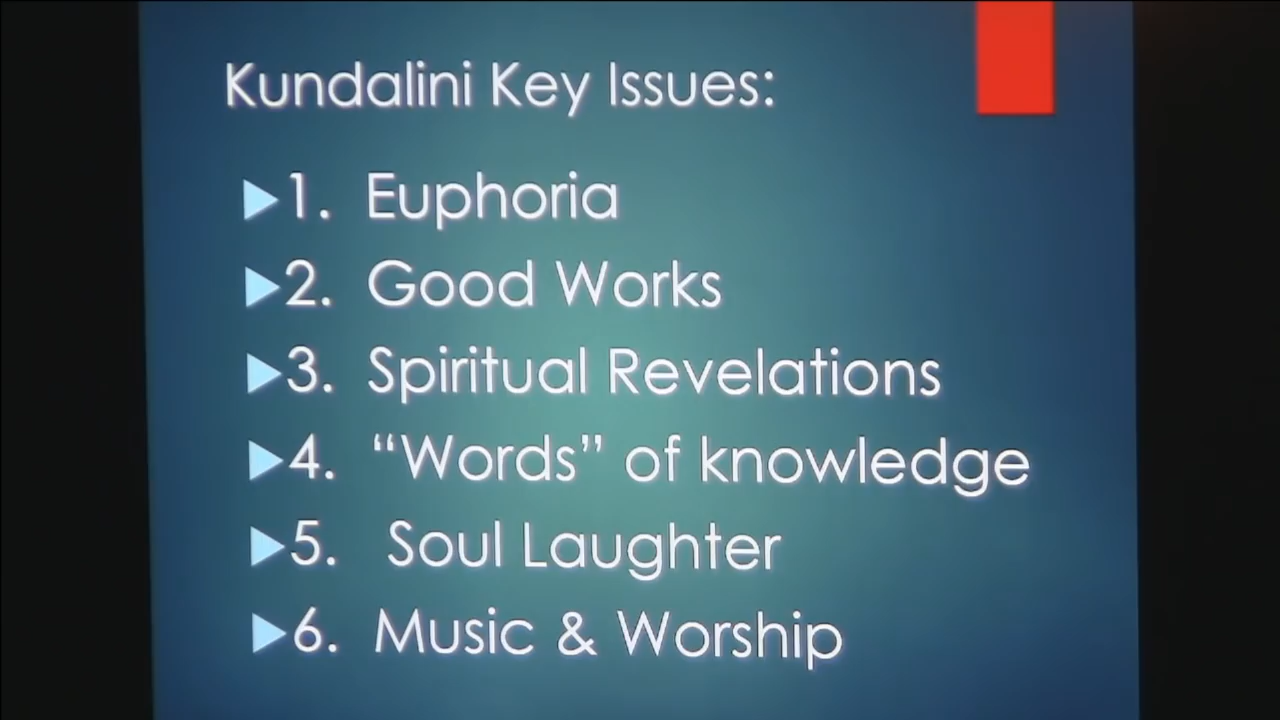 Kundalini Key Issues:
1. Euphoria
2. Good Works
3. Spiritual Revelations
4. “Words” of knowledge
5. Soul Laughter
6. Music & Worship